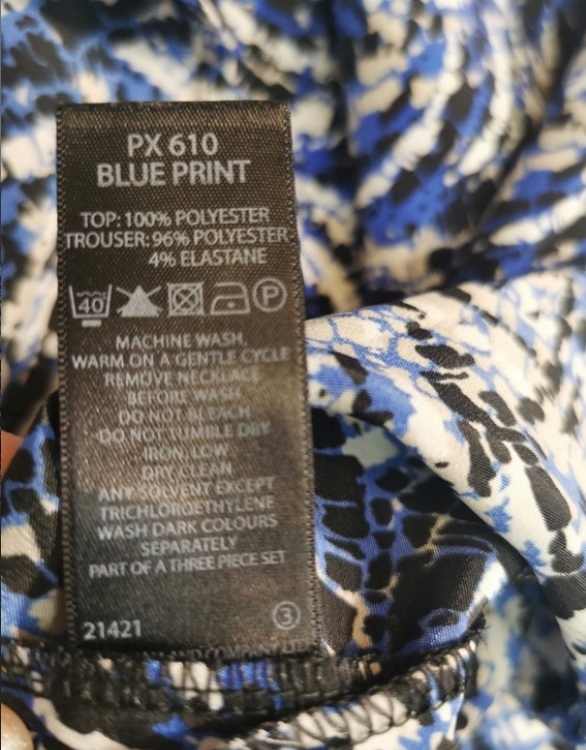 PX 610
BLUE PRINT
TOP: 100% POLYESTER
TROUSER: 96% POLYESTER
4% ELASTANE
40 P
MACHINE WASH,
WARM ON A GENTLE CYCLE
REMOVE NECKLACE
BEFORE WASH
DO NOT BLEACH
DO NOT TUMBLE DRY
IRON, LOW
DRY CLEAN
ANY SOLVENT EXCEPT
TRICHLOROETHYLENE
WASH DARK COLOURS
SEPARATELY
PART OF A THREE PIECE SET
21421 3
AND COMPANY